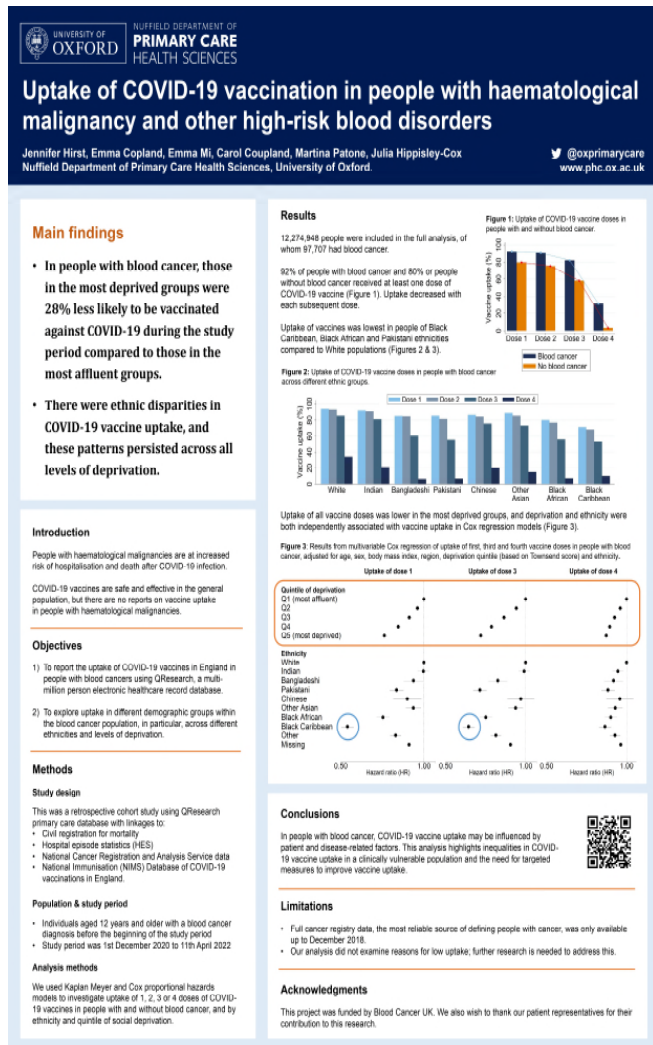 UNIVERSITY OF
OXFORD
NUFFIELD DEPARTMENT OF
PRIMARY CARE
HEALTH SCIENCES
Uptake of COVID-19 vaccination in people with haematological
malignancy and other high-risk blood disorders
Jennifer Hirst, Emma Copland, Emma Mi, Carol Coupland, Martina Patone, Julia Hippisley-Cox
Nuffield Department of Primary Care Health Sciences, University of Oxford.
@oxprimarycare
www.phc.ox.ac.uk
Main findings
• In people with blood cancer, those
in the most deprived groups were
28% less likely to be vaccinated
against COVID-19 during the study
period compared to those in the
most affluent groups.
• There were ethnic disparities in
COVID-19 vaccine uptake, and
these patterns persisted across all
levels of deprivation.
Introduction
People with haematological malignancies are at increased
risk of hospitalisation and death after COVID-19 infection.
COVID-19 vaccines are safe and effective in the general
population, but there are no reports on vaccine uptake
in people with haematological malignancies.
Objectives
1) To report the uptake of COVID-19 vaccines in England in
people with blood cancers using QResearch, a multi-
million person electronic healthcare record database.
2) To explore uptake in different demographic groups within
the blood cancer population, in particular, across different
ethnicities and levels of deprivation.
Methods
Study design
This was a retrospective cohort study using QResearch
primary care database with linkages to:
• Civil registration for mortality
• Hospital episode statistics (HES)
• National Cancer Registration and Analysis Service data
• National Immunisation (NIMS) Database of COVID-19
vaccinations in England.
Population & study period
• Individuals aged 12 years and older with a blood cancer
diagnosis before the beginning of the study period
• Study period was 1st December 2020 to 11th April 2022
Analysis methods
We used Kaplan Meyer and Cox proportional hazards
models to investigate uptake of 1, 2, 3 or 4 doses of COVID-
19 vaccines in people with and without blood cancer, and by
ethnicity and quintile of social deprivation.
Results
12,274,948 people were included in the full analysis, of
whom 97,707 had blood cancer.
92% of people with blood cancer and 80% or people
without blood cancer received at least one dose of
COVID-19 vaccine (Figure 1). Uptake decreased with
each subsequent dose.
Uptake of vaccines was lowest in people of Black
Caribbean, Black African and Pakistani ethnicities
compared to White populations (Figures 2 & 3).
Figure 1: Uptake of COVID-19 vaccine doses in
people with and without blood cancer.
Vaccine uptake (%)
0 20 40 60 80 100
Dose 1 Dose 2 Dose 3 Dose 4
Blood cancer
No blood cancer
Figure 2: Uptake of COVID-19 vaccine doses in people with blood cancer
across different ethnic groups.
Dose 1 Dose 2 Dose 3 Dose 4
Vaccine uptake (%)
0 20 40 60 80 100
White Indian Bangladeshi Pakistani Chinese Other Asian Black African Black Caribbean
Uptake of all vaccine doses was lower in the most deprived groups, and deprivation and ethnicity were
both independently associated with vaccine uptake in Cox regression models (Figure 3).
Figure 3: Results from multivariable Cox regression of uptake of first, third and fourth vaccine doses in people with blood
cancer, adjusted for age, sex, body mass index, region, deprivation quintile (based on Townsend score) and ethnicity.
Uptake of dose 1 Uptake of dose 3 Uptake of dose 4
Quintile of deprivation
Q1 (most affluent)
Q2
Q3
Q4
Q5 (most deprived)
Ethnicity
White
Indian
Bangladeshi
Pakistani
Chinese
Other Asian
Black African
Black Caribbean
Other
Missing
0.50 1.00 0.50 1.00 0.50 1.00
Hazard ratio (HR) Hazard ratio (HR) Hazard ratio (HR)
Conclusions
In people with blood cancer, COVID-19 vaccine uptake may be influenced by
patient and disease-related factors. This analysis highlights inequalities in COVID-
19 vaccine uptake in a clinically vulnerable population and the need for targeted
measures to improve vaccine uptake.
Limitations
• Full cancer registry data, the most reliable source of defining people with cancer, was only available
up to December 2018.
• Our analysis did not examine reasons for low uptake; further research is needed to address this.
Acknowledgments
This project was funded by Blood Cancer UK. We also wish to thank our patient representatives for their
contribution to this research.